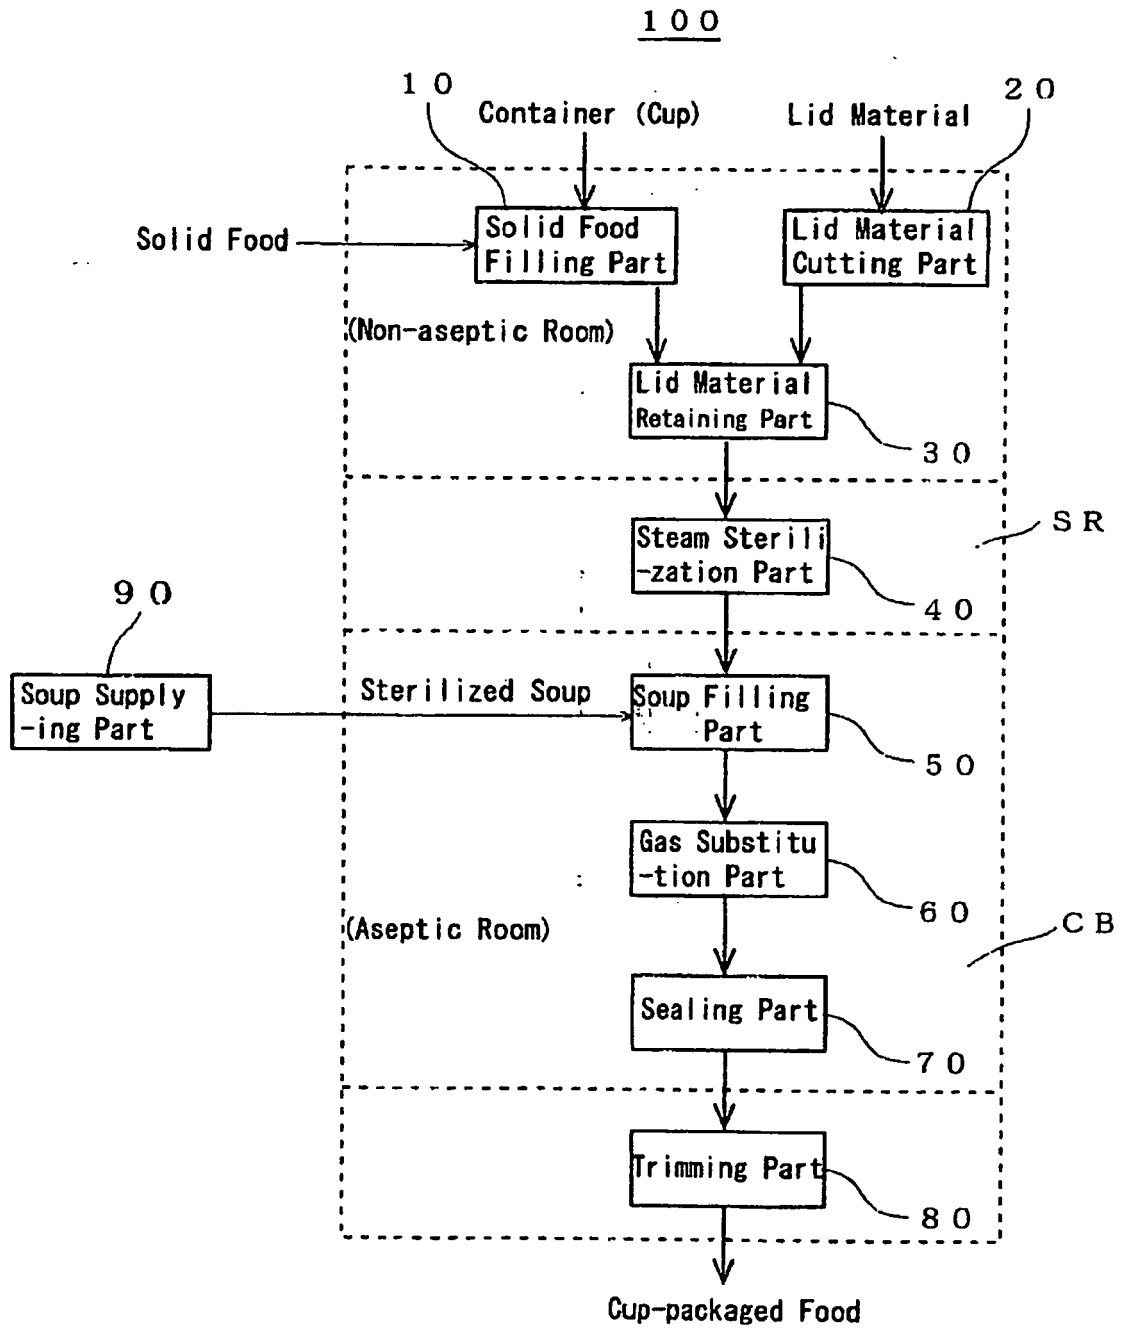 100
10
20
Container (Cup)
Lid Material
Solid Food
Solid Food
Filling Part
Lid Material
Cutting Part
(Non-aseptic Room)
Lid Material
Retaining Part
30
SR
Steam Sterili
-zation Part
40
90
Soup Supply
-ing Part
Sterilized Soup
Soup Filling
Part
50
Gas Substitu
-tion Part
60
(Aseptic Room)
CB
Sealing Part
70
Trimming Part
80
Cup-packaged Food